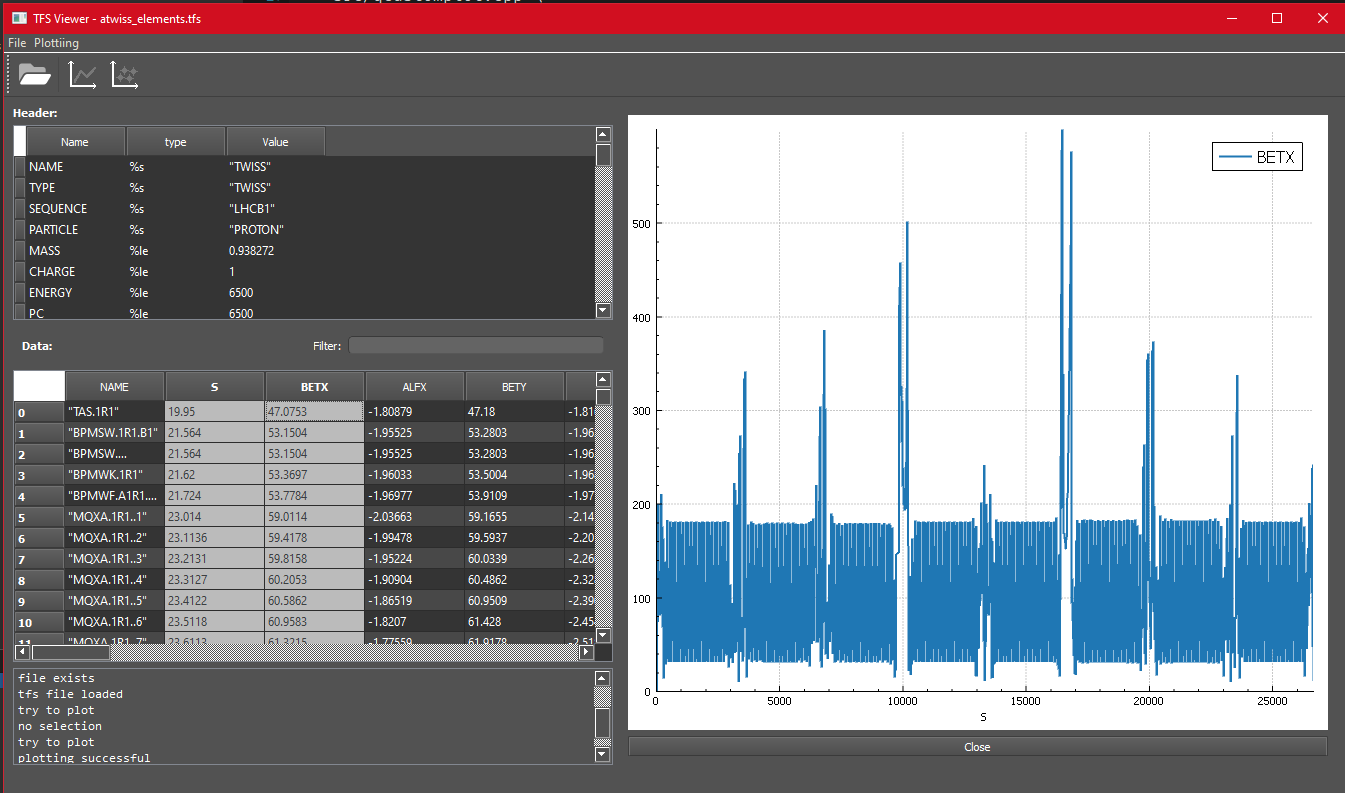 TFS Viewer - atwiss_elements.tfs
File Plottiing
Header:
Name type Value
NAME %s "TWISS"
TYPE %s "TWISS"
SEQUENCE %s "LHCB1"
PARTICLE %s "PROTON"
MASS %le 0.938272
CHARGE %le 1
ENERGY %le 6500
PC %le 6500
Data: Filter:
NAME S BETX ALFX BETY
0 "TAS.1R1" 19.95 47.0753 -1.80879 47.18 -1.81
1 "BPMSW.1R1.B1" 21.564 53.1504 -1.95525 53.2803 -1.96
2 "BPMSW.... 21.564 53.1504 -1.95525 53.2803 -1.96
3 "BPMWK.1R1" 21.62 53.3697 -1.96033 53.5004 -1.96
4 "BPMWF.A1R1.... 21.724 53.7784 -1.96977 53.9109 -1.97
5 "MQXA.1R1..1" 23.014 59.0114 -2.03663 59.1655 -2.14
6 "MQXA.1R1..2" 23.1136 59.4178 -1.99478 59.5937 -2.20
7 "MQXA.1R1..3" 23.2131 59.8158 -1.95224 60.0339 -2.26
8 "MQXA.1R1..4" 23.3127 60.2053 -1.90904 60.4862 -2.32
9 "MQXA.1R1..5" 23.4122 60.5862 -1.86519 60.9509 -2.39
10 "MQXA.1R1..6" 23.5118 60.9583 -1.8207 61.428 -2.45
11 "MQXA.1R1..7" 23.6113 61.3215 -1.77559 61.9178 -2.51
file exists
tfs file loaded
try to plot
no selection
try to plot
plotting successful
BETX
500
400
300
200
100
0
0 5000 10000 15000 20000 25000
S
Close